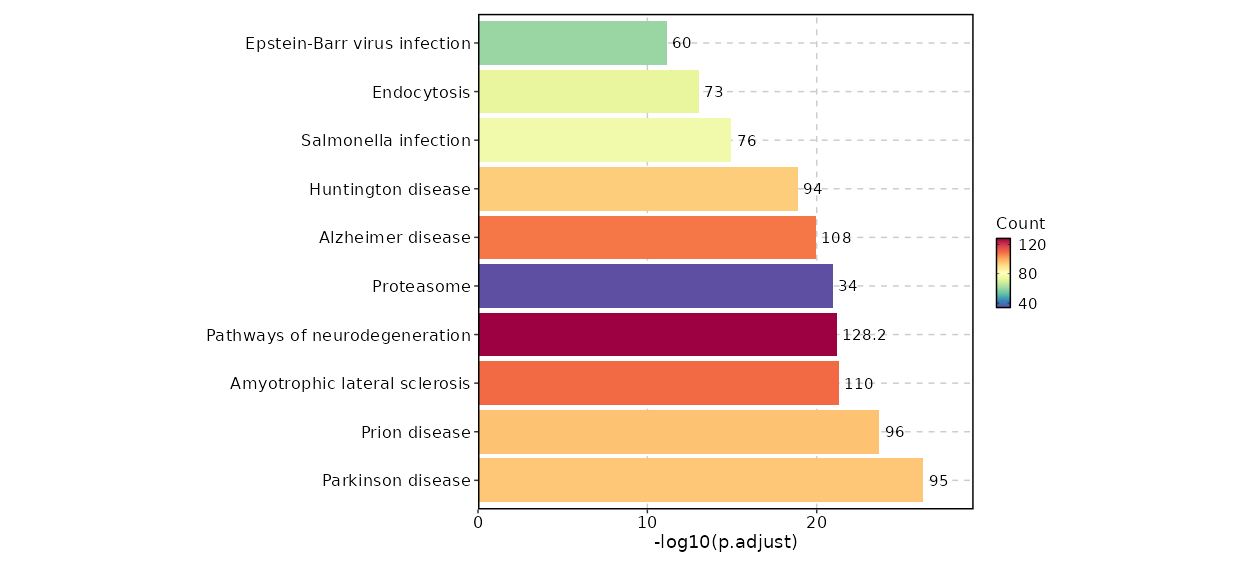 Epstein-Barr virus infection 60
Endocytosis 73
Salmonella infection 76
Huntington disease 94
Alzheimer disease 108
Proteasome 34
Pathways of neurodegeneration 128.2
Amyotrophic lateral sclerosis 110
Prion disease 96
Parkinson disease 95
0 10 20
-log10(p.adjust)
Count
120
80
40